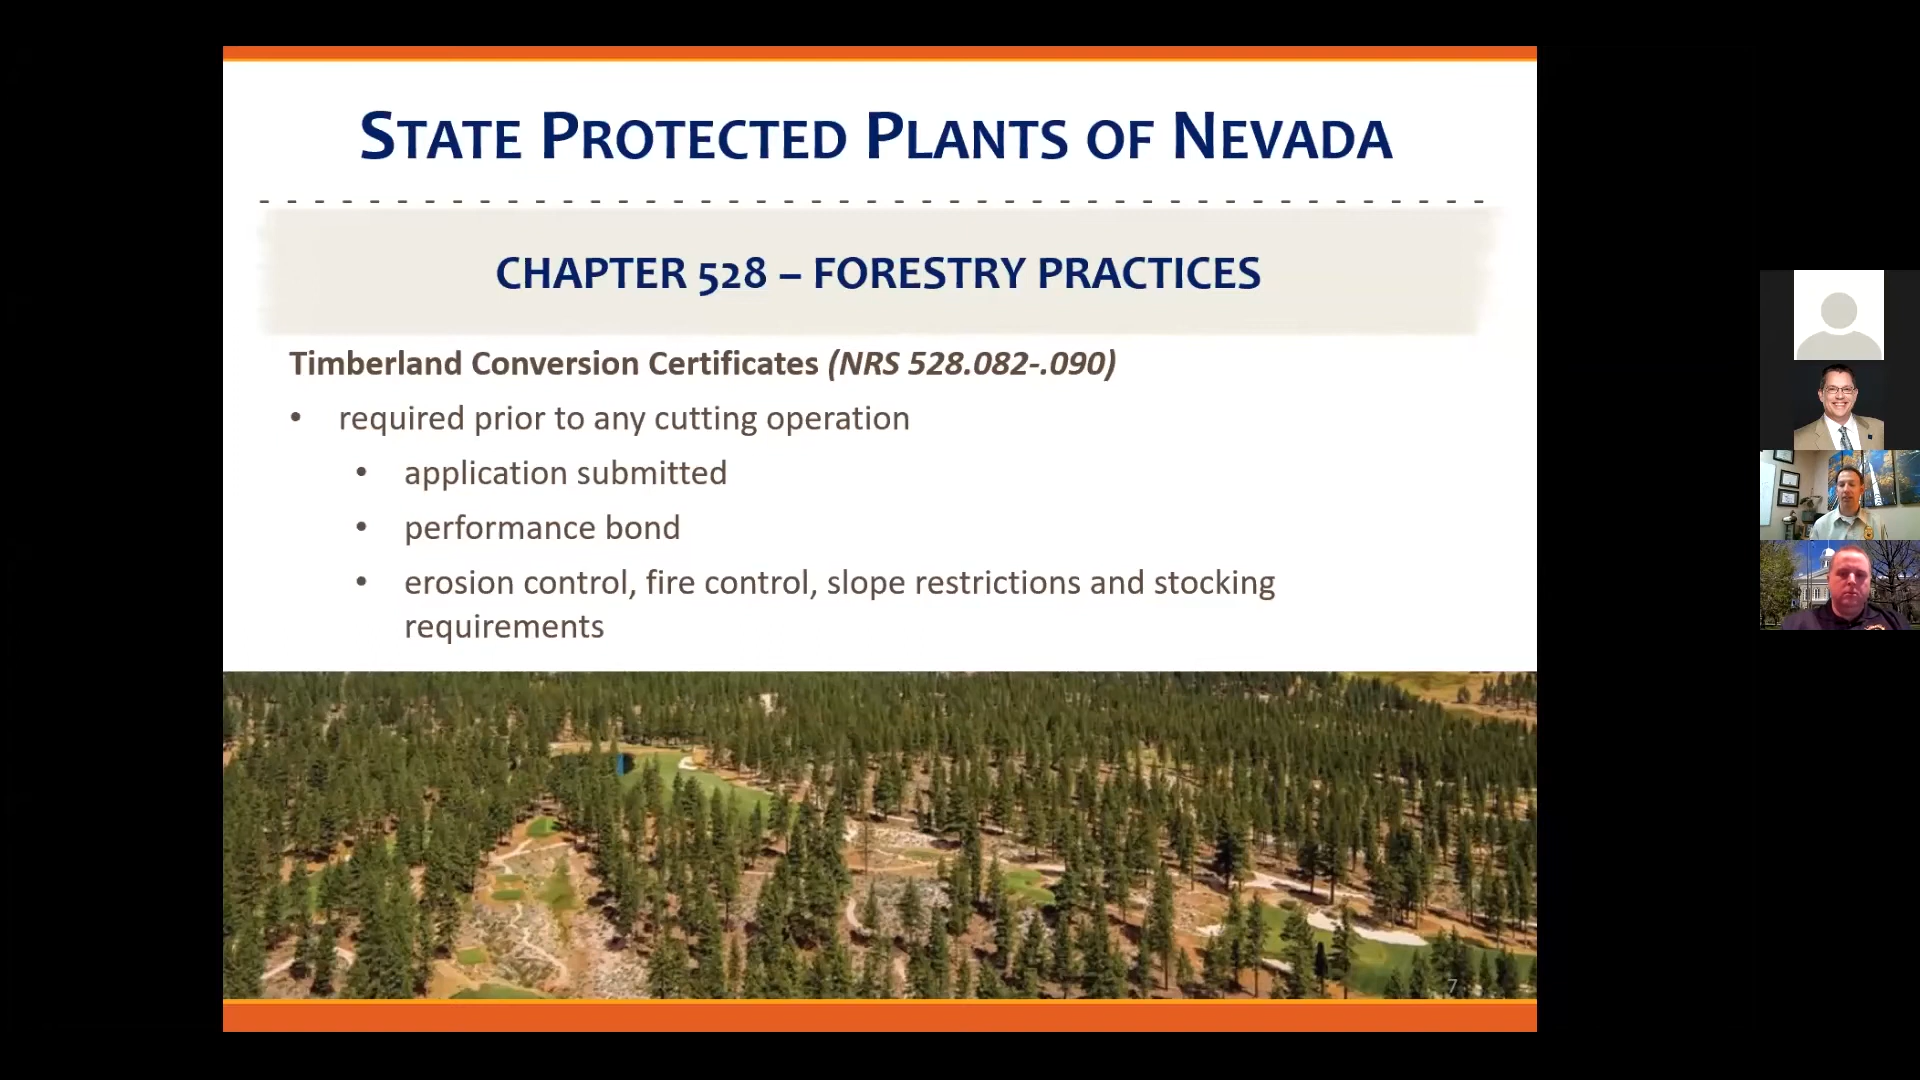 STATE PROTECTED PLANTS OF NEVADA
CHAPTER 528 – FORESTRY PRACTICES
Timberland Conversion Certificates (NRS 528.082-.090)
• required prior to any cutting operation
• application submitted
• performance bond
• erosion control, fire control, slope restrictions and stocking
requirements
7